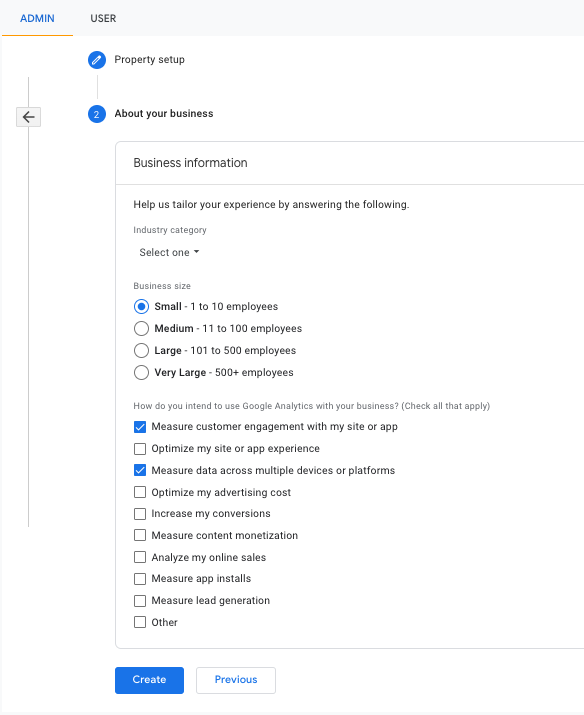 ADMIN USER
Property setup
2 About your business
Business information
Help us tailor your experience by answering the following.
Industry category
Select one
Business size
Small - 1 to 10 employees
Medium - 11 to 100 employees
Large - 101 to 500 employees
Very Large - 500+ employees
How do you intend to use Google Analytics with your business? (Check all that apply)
Measure customer engagement with my site or app
Optimize my site or app experience
Measure data across multiple devices or platforms
Optimize my advertising cost
Increase my conversions
Measure content monetization
Analyze my online sales
Measure app installs
Measure lead generation
Other
Create Previous